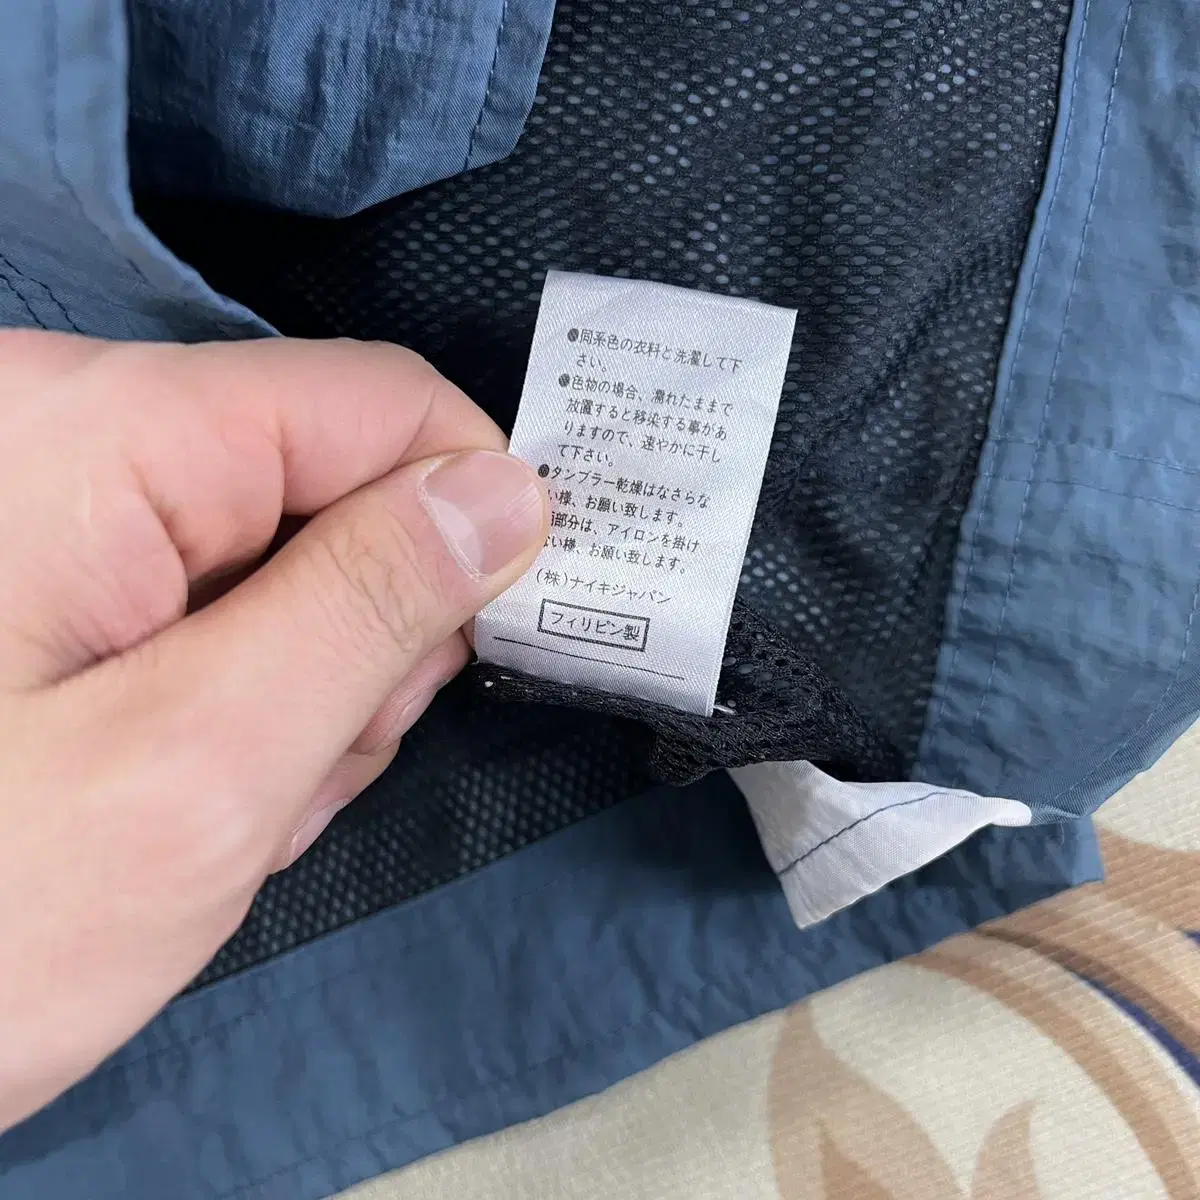 ●同系色の衣料と洗濯して下
さい。
●色物の場合、濡れたままで
放置すると移染する事があ
りますので、速やかに干し
て下さい。
●タンブラー乾燥はなさらな
い様、お願い致します。
部分は、アイロンを掛け
ない様、お願い致します。
(株)ナイキジャパン
フィリピン製